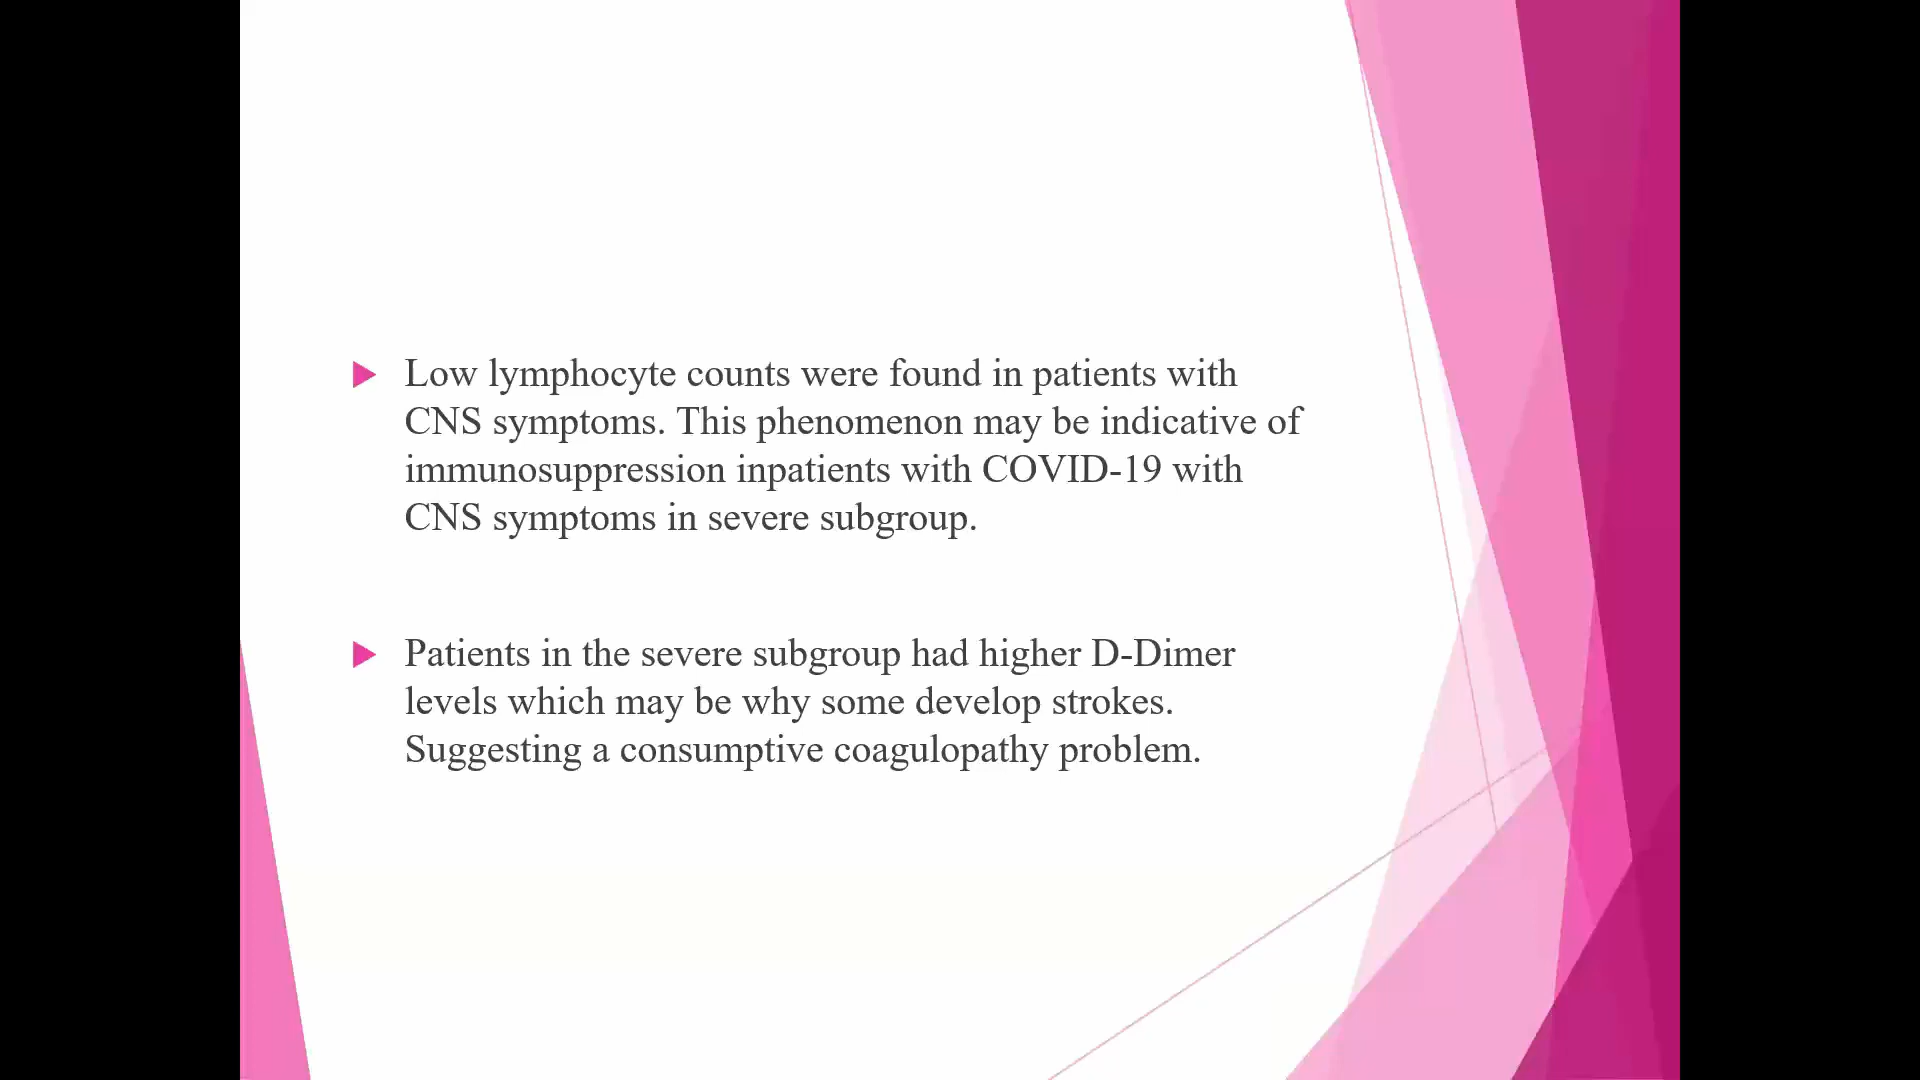 Low lymphocyte counts were found in patients with
CNS symptoms. This phenomenon may be indicative of
immunosuppression inpatients with COVID-19 with
CNS symptoms in severe subgroup.
Patients in the severe subgroup had higher D-Dimer
levels which may be why some develop strokes.
Suggesting a consumptive coagulopathy problem.